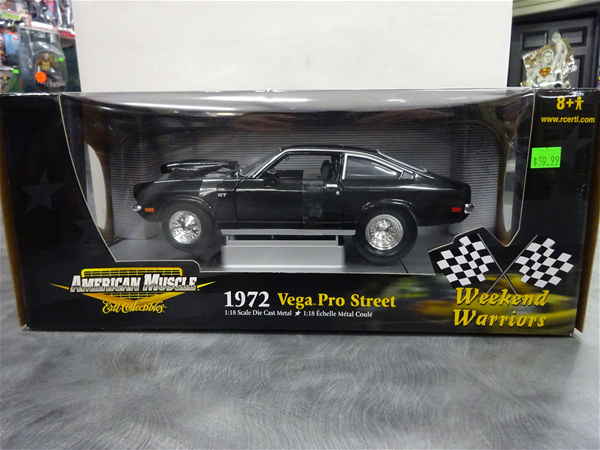 8+
www.rcertl.com
$59.99
GT
AMERICAN MUSCLE
Ertl Collectibles
1972 Vega Pro Street
1:18 Scale Die Cast Metal ★ 1:18 Échelle Métal Coulé
Weekend
Warriors